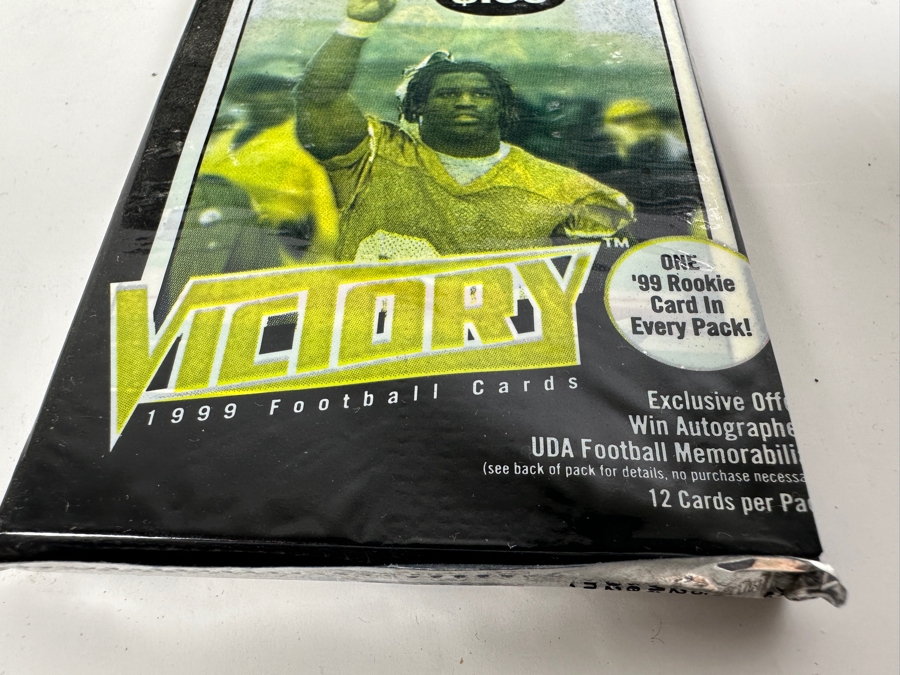 VICTORY™
1999 Football Cards
ONE
'99 Rookie
Card In
Every Pack!
Exclusive Off
Win Autographe
UDA Football Memorabili
(see back of pack for details, no purchase necessa
12 Cards per Pa